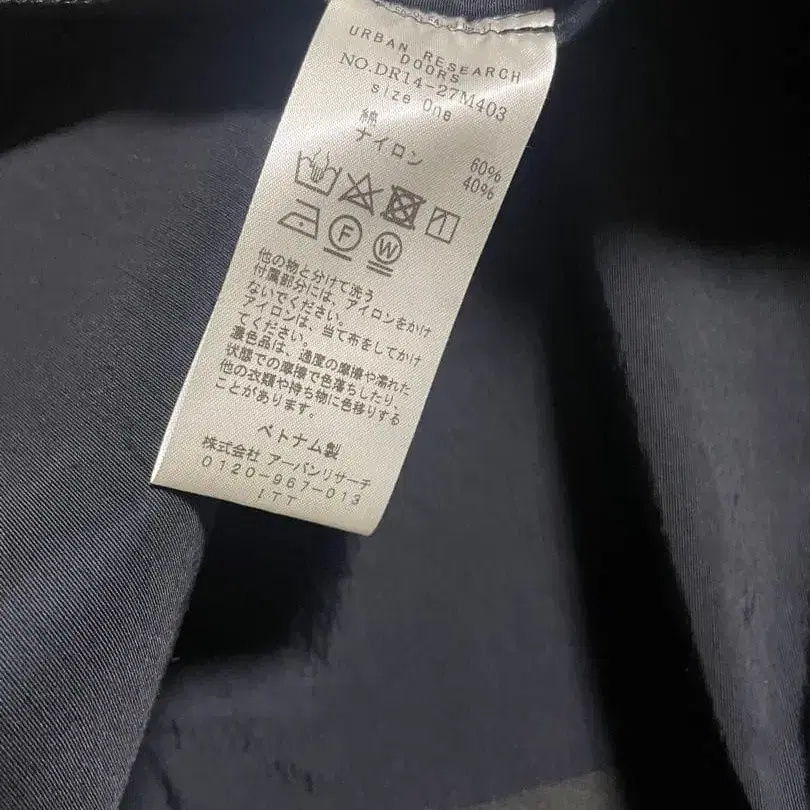 URBAN RESEARCH
DOORS
NO.DR14-27M403
size One
綿 60%
ナイロン 40%
F W
他の物と分けて洗う
付属部分には、アイロンをかけ
ないでください。
アイロンは、当て布をしてかけ
てください。
濃色品は、過度の摩擦や濡れた
状態での摩擦で色落ちしたり、
他の衣類や持ち物に色移りする
ことがあります。
ベトナム製
株式会社 アーバンリサーチ
0120-967-013
ITT